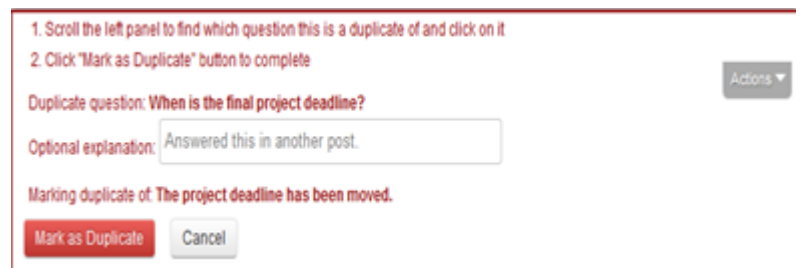 1. Scroll the left panel to find which question this is a duplicate of and click on it
2. Click "Mark as Duplicate" button to complete
Actions ▼
Duplicate question: When is the final project deadline?
Optional explanation: Answered this in another post.
Marking duplicate of: The project deadline has been moved.
Mark as Duplicate Cancel